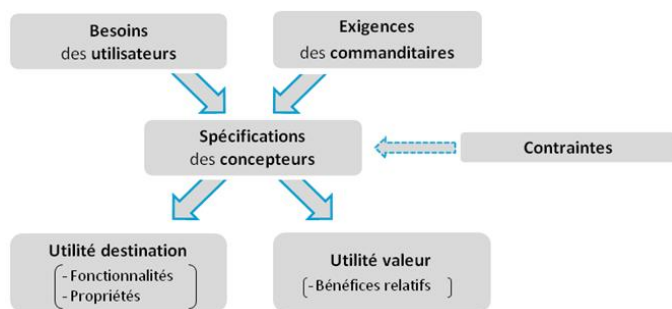 Besoins
des utilisateurs
Exigences
des commanditaires
Spécifications
des concepteurs
Contraintes
Utilité destination
- Fonctionnalités
- Propriétés
Utilité valeur
- Bénéfices relatifs